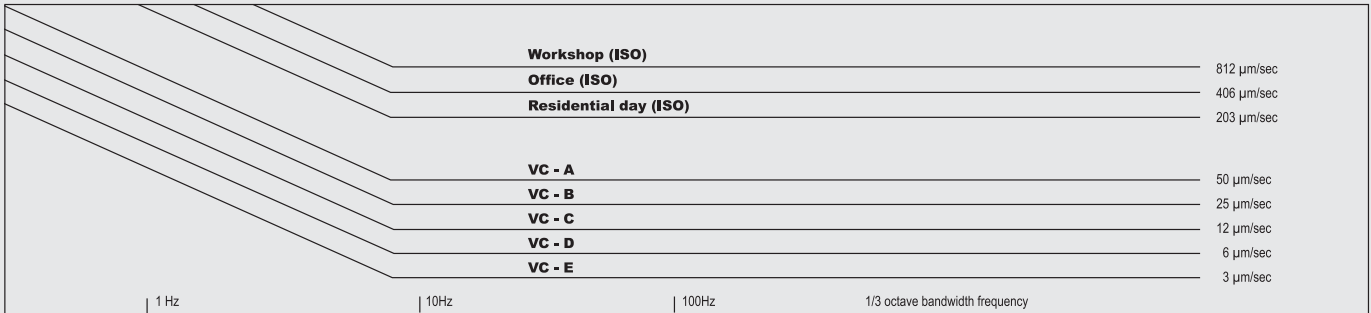 Workshop (ISO)
812 µm/sec
Office (ISO)
406 µm/sec
Residential day (ISO)
203 µm/sec
VC - A
50 µm/sec
VC - B
25 µm/sec
VC - C
12 µm/sec
VC - D
6 µm/sec
VC - E
3 µm/sec
1 Hz
10Hz
100Hz
1/3 octave bandwidth frequency